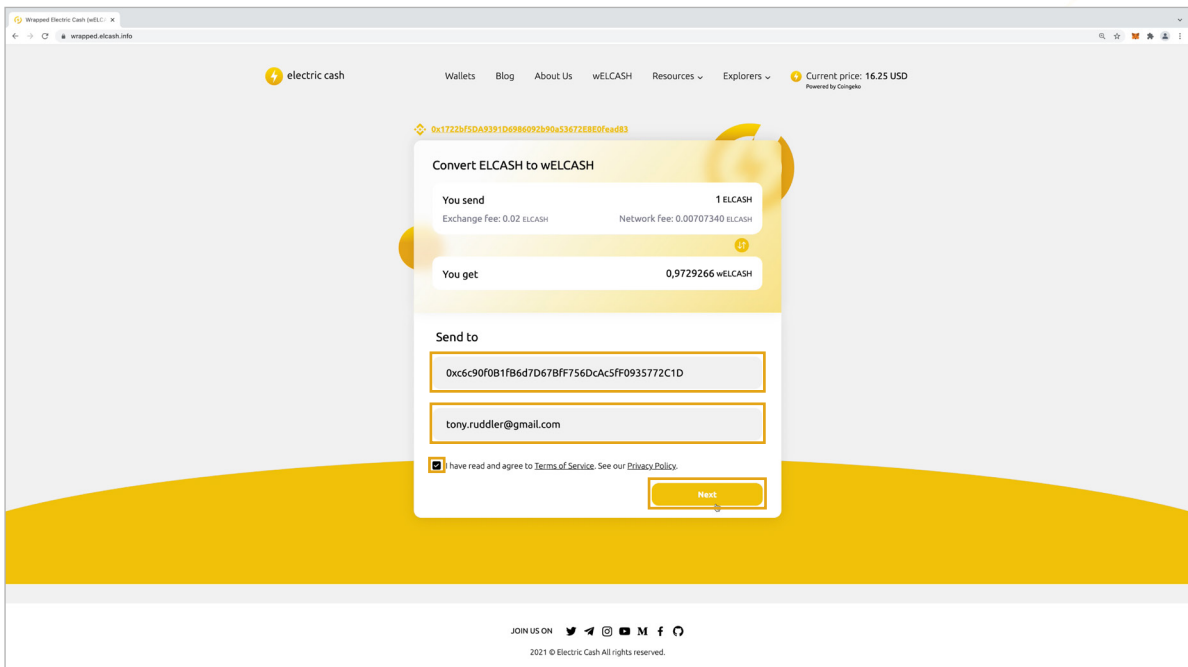 Wrapped Electric Cash (wELC
wrapped.elcash.info
electric cash
Wallets Blog About Us wELCASH Resources Explorers
Current price: 16.25 USD
Powered by Coingeko
0x1722bf5DA9391D6986092b90a53672E8E0fead83
Convert ELCASH to wELCASH
You send 1 ELCASH
Exchange fee: 0.02 ELCASH Network fee: 0.00707340 ELCASH
You get 0,9729266 wELCASH
Send to
0xc6c90f0B1fB6d7D67BfF756DcAc5fF0935772C1D
tony.ruddler@gmail.com
I have read and agree to Terms of Service. See our Privacy Policy.
Next
JOIN US ON
2021 © Electric Cash All rights reserved.